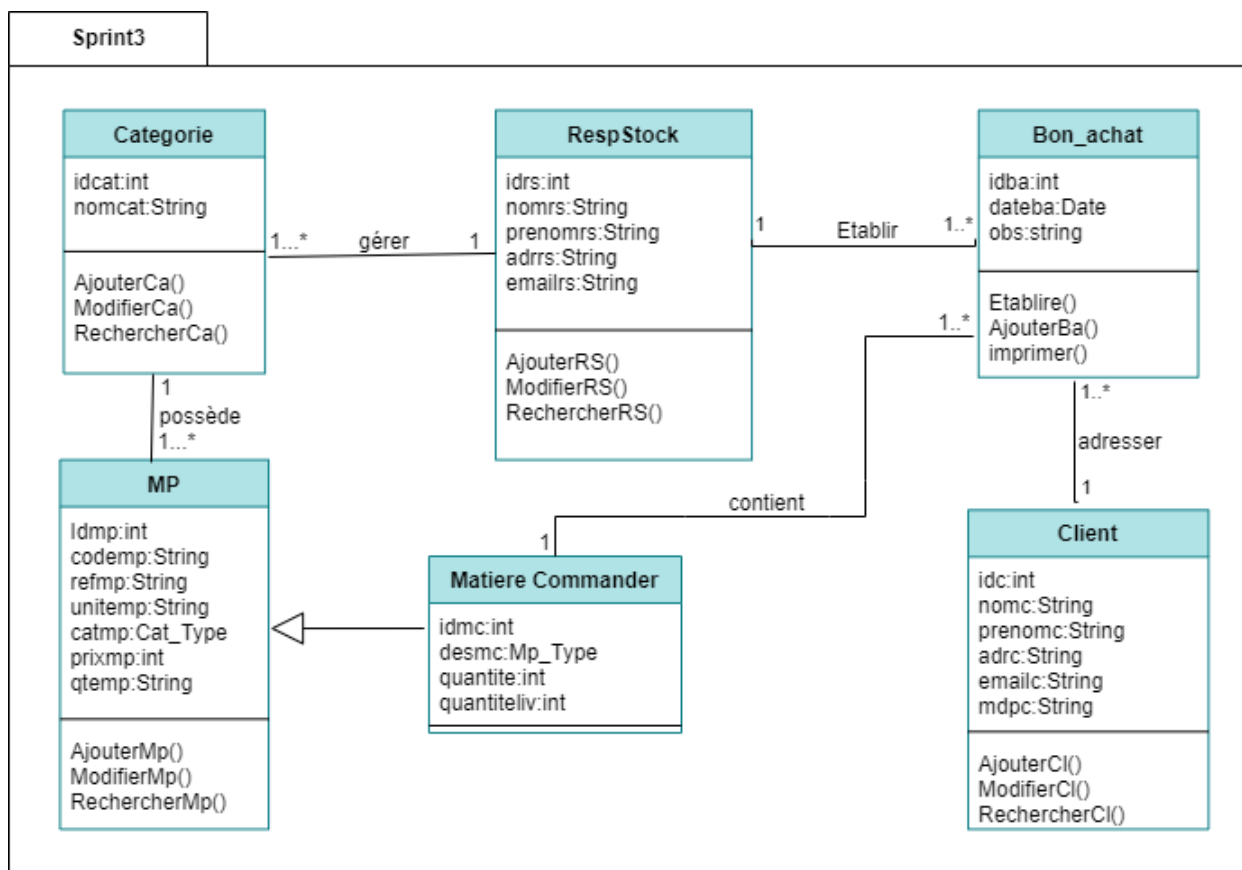 Sprint3
Categorie
idcat:int
nomcat:String
AjouterCa()
ModifierCa()
RechercherCa()
1...*
gérer
1
RespStock
idrs:int
nomrs:String
prenomrs:String
adrrs:String
emailrs:String
AjouterRS()
ModifierRS()
RechercherRS()
1
Etablir
1..*
Bon_achat
idba:int
dateba:Date
obs:string
Etablire()
AjouterBa()
imprimer()
1..*
1
possède
1...*
1..*
adresser
1
MP
Idmp:int
codemp:String
refmp:String
unitemp:String
catmp:Cat_Type
prixmp:int
qtemp:String
AjouterMp()
ModifierMp()
RechercherMp()
contient
1
Matiere Commander
idmc:int
desmc:Mp_Type
quantite:int
quantiteliv:int
Client
idc:int
nomc:String
prenomc:String
adrc:String
emailc:String
mdpc:String
AjouterCl()
ModifierCl()
RechercherCl()